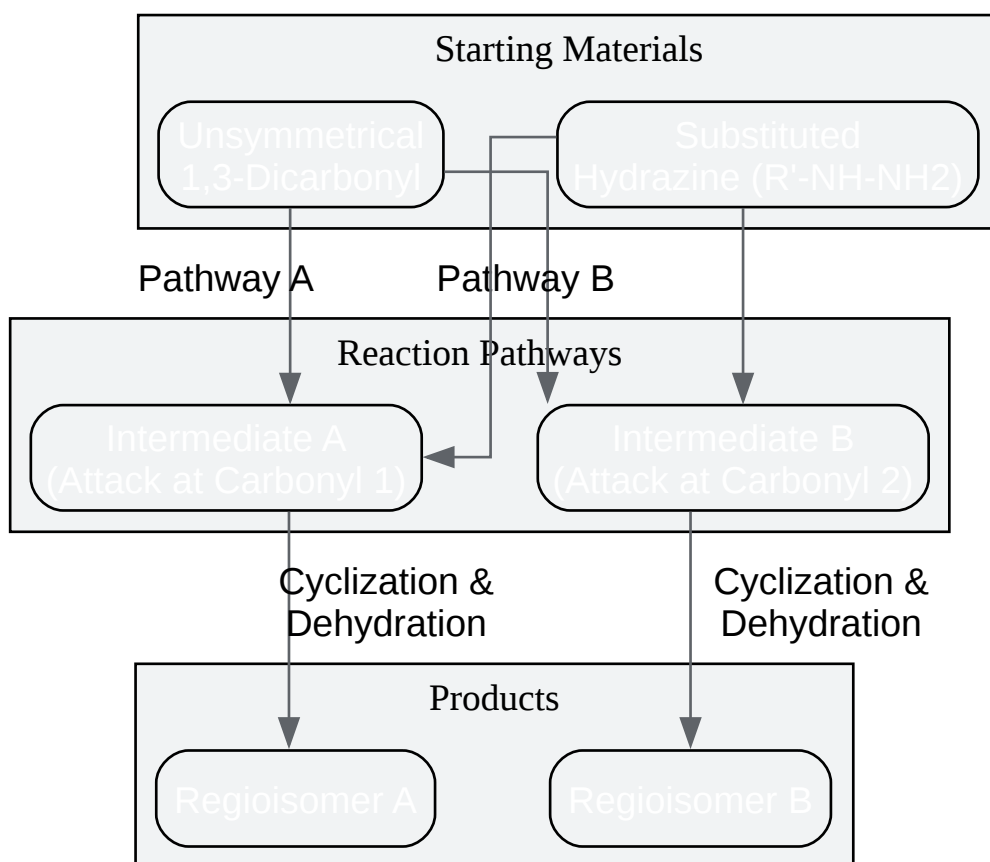 Starting Materials
Unsymmetrical
1,3-Dicarbonyl
Substituted
Hydrazine (R'-NH-NH2)
Pathway A
Pathway B
Reaction Pathways
Intermediate A
(Attack at Carbonyl 1)
Intermediate B
(Attack at Carbonyl 2)
Cyclization &
Dehydration
Cyclization &
Dehydration
Products
Regioisomer A
Regioisomer B